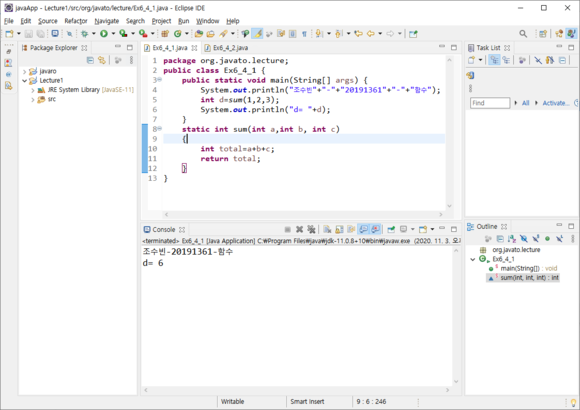 javaApp - Lecture1/src/org/javato/lecture/Ex6_4_1.java - Eclipse IDE
File Edit Source Refactor Navigate Search Project Run Window Help
Package Explorer
javaro
Lecture1
JRE System Library [JavaSE-11]
src
Ex6_4_1.java
Ex6_4_2.java
1 package org.javato.lecture;
2 public class Ex6_4_1 {
3 public static void main(String[] args) {
4 System.out.println("조수빈"+"-"+"20191361"+"-"+"함수");
5 int d=sum(1,2,3);
6 System.out.println("d= "+d);
7 }
8 static int sum(int a,int b, int c)
9 {
10 int total=a+b+c;
11 return total;
12 }
13 }
Console
<terminated> Ex6_4_1 [Java Application] C:₩Program Files₩java₩jdk-11.0.8+10₩bin₩javaw.exe (2020. 11. 3. 오
조수빈-20191361-함수
d= 6
Task List
Find
All
Activate...
Outline
org.javato.lecture
Ex6_4_1
main(String[]) : void
sum(int, int, int) : int
Writable
Smart Insert
9 : 6 : 246